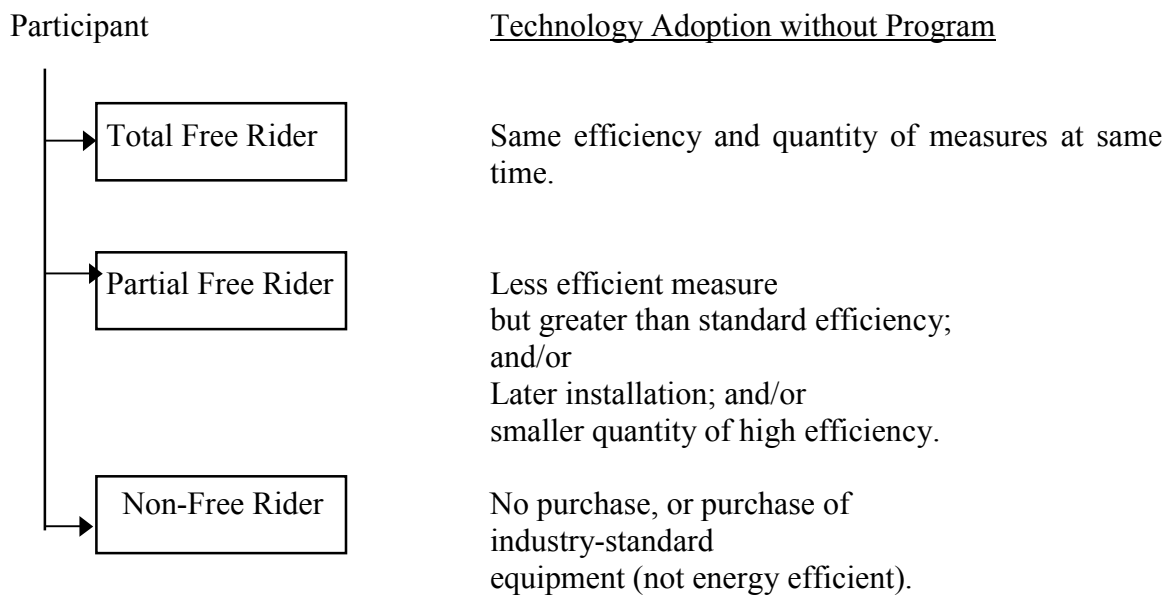 Participant
Technology Adoption without Program
Total Free Rider
Same efficiency and quantity of measures at same
time.
Partial Free Rider
Less efficient measure
but greater than standard efficiency;
and/or
Later installation; and/or
smaller quantity of high efficiency.
Non-Free Rider
No purchase, or purchase of
industry-standard
equipment (not energy efficient).